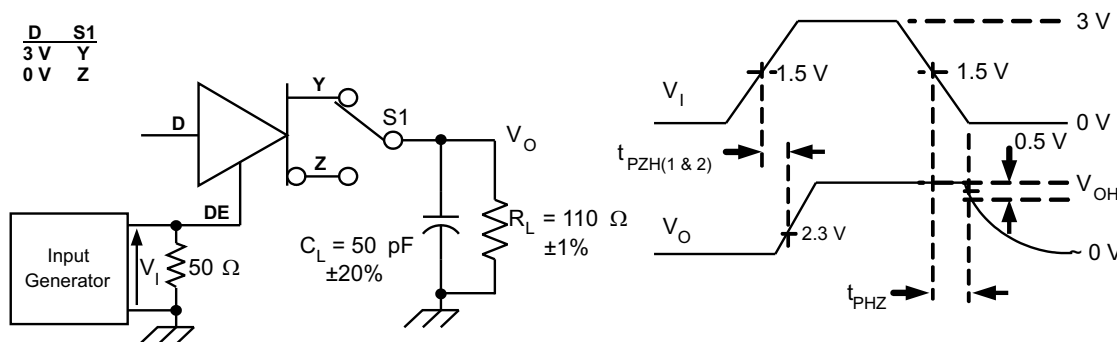 D S1
3 V Y
0 V Z
D
DE
Y
Z
S1
V_O
Input
Generator
V_I
50 Ω
C_L = 50 pF
±20%
R_L = 110 Ω
±1%
3 V
1.5 V
1.5 V
V_I
0 V
0.5 V
t_PZH(1 & 2)
V_OH
V_O
2.3 V
~ 0 V
t_PHZ